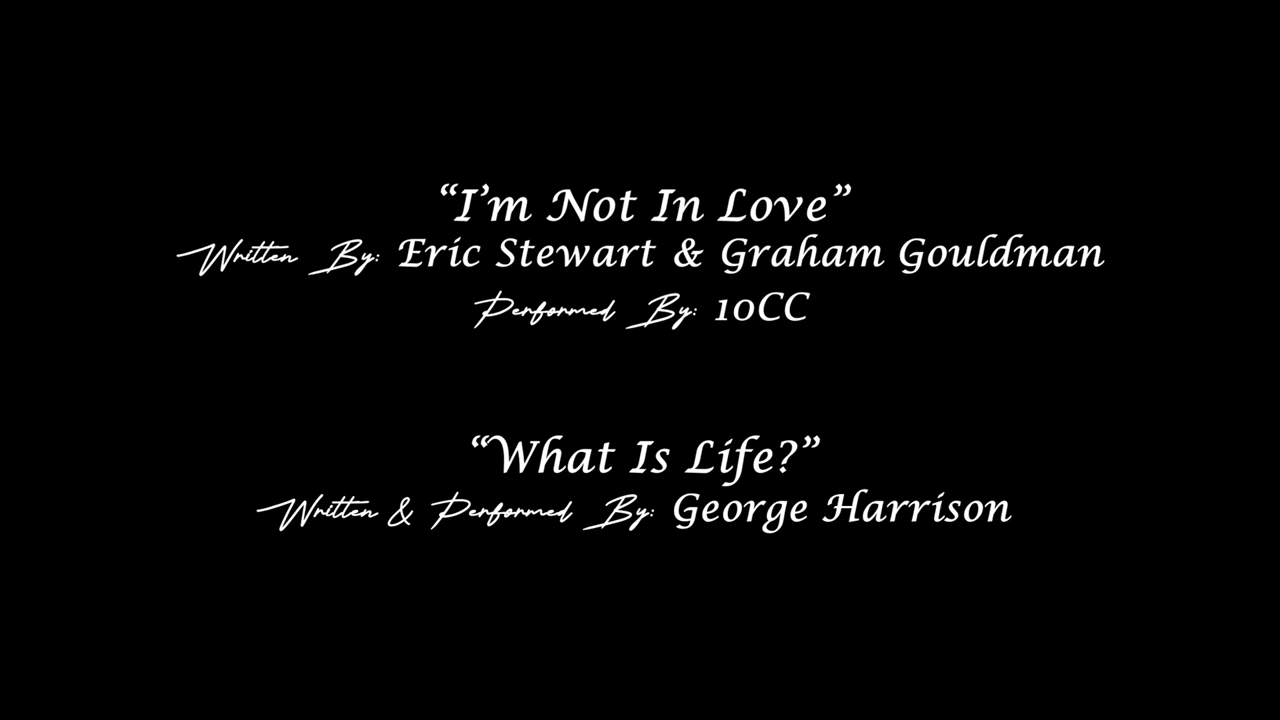 “I’m Not In Love”
Written By: Eric Stewart & Graham Gouldman
Performed By: 10CC
“What Is Life?”
Written & Performed By: George Harrison